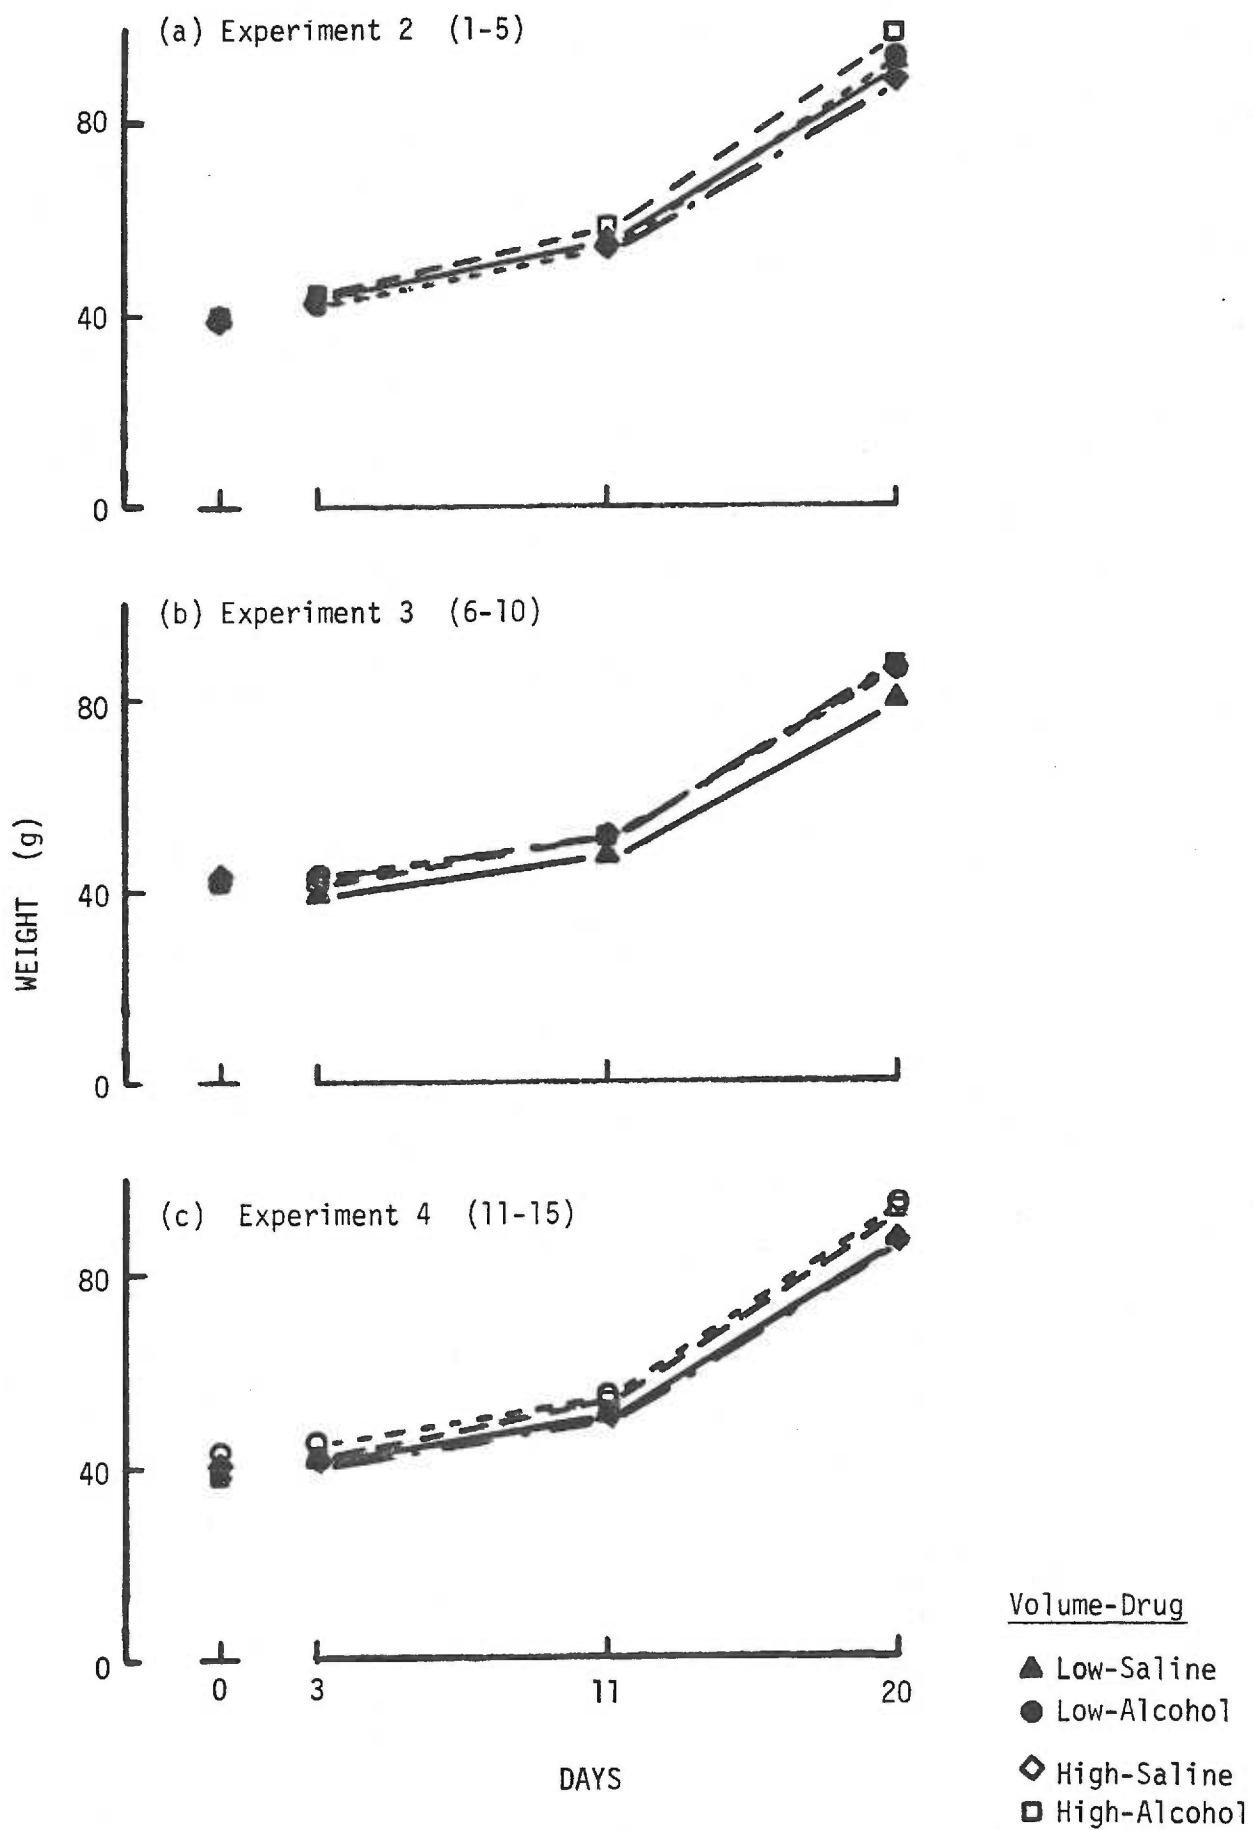 (a) Experiment 2 (1-5)
80
40
0
(b) Experiment 3 (6-10)
80
40
0
WEIGHT (g)
(c) Experiment 4 (11-15)
80
40
0
0 3 11 20
DAYS
Volume-Drug
Low-Saline
Low-Alcohol
High-Saline
High-Alcohol